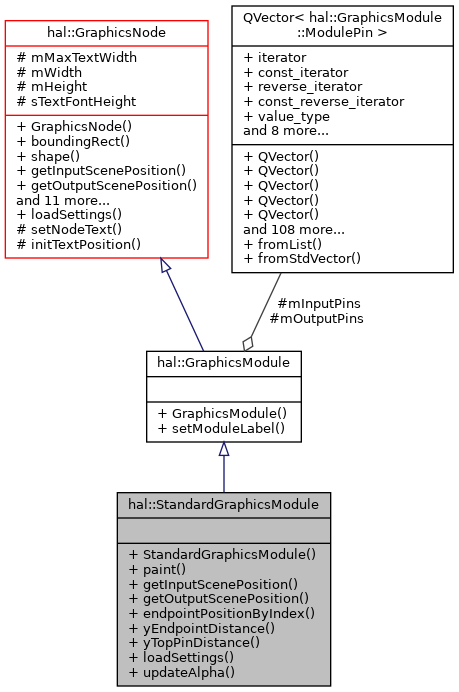 hal::GraphicsNode
# mMaxTextWidth
# mWidth
# mHeight
# sTextFontHeight
+ GraphicsNode()
+ boundingRect()
+ shape()
+ getInputScenePosition()
+ getOutputScenePosition()
and 11 more...
+ loadSettings()
# setNodeText()
# initTextPosition()
QVector< hal::GraphicsModule
::ModulePin >
+ iterator
+ const_iterator
+ reverse_iterator
+ const_reverse_iterator
+ value_type
and 8 more...
+ QVector()
+ QVector()
+ QVector()
+ QVector()
+ QVector()
and 108 more...
+ fromList()
+ fromStdVector()
#mInputPins
#mOutputPins
hal::GraphicsModule
+ GraphicsModule()
+ setModuleLabel()
hal::StandardGraphicsModule
+ StandardGraphicsModule()
+ paint()
+ getInputScenePosition()
+ getOutputScenePosition()
+ endpointPositionByIndex()
+ yEndpointDistance()
+ yTopPinDistance()
+ loadSettings()
+ updateAlpha()